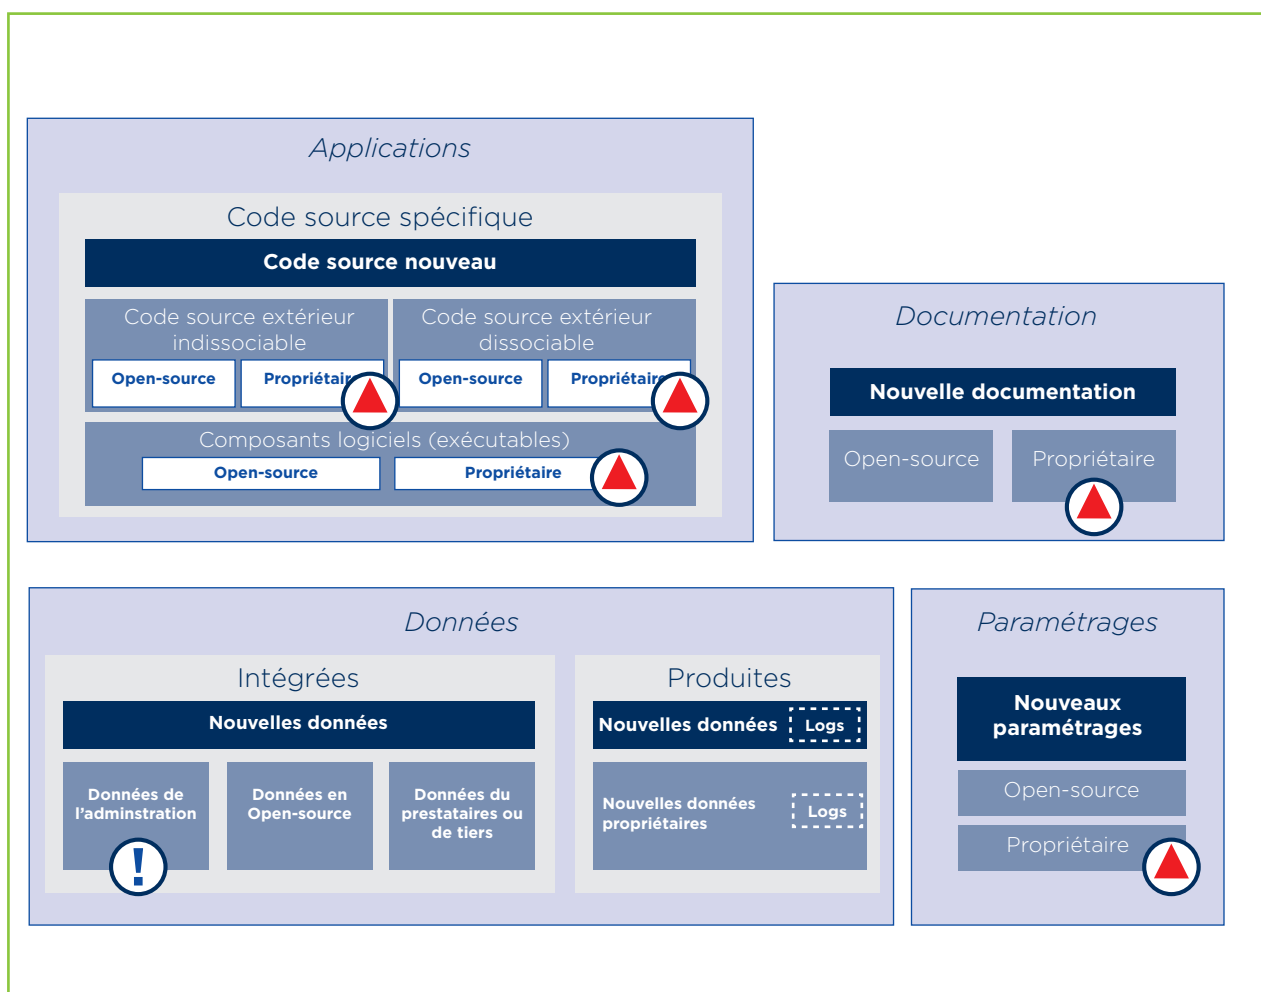 Applications
Code source spécifique
Code source nouveau
Code source extérieur
indissociable
Open-source
Propriétaire
Code source extérieur
dissociable
Open-source
Propriétaire
Composants logiciels (exécutables)
Open-source
Propriétaire
Documentation
Nouvelle documentation
Open-source
Propriétaire
Données
Intégrées
Nouvelles données
Données de
l'adminstration
!
Données en
Open-source
Données du
prestataires ou
de tiers
Produites
Nouvelles données
Logs
Nouvelles données
propriétaires
Logs
Paramétrages
Nouveaux
paramétrages
Open-source
Propriétaire